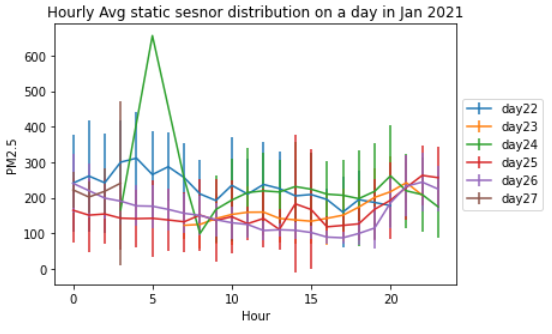 Hourly Avg static sesnor distribution on a day in Jan 2021
PM2.5
600
500
400
300
200
100
0
0
5
10
15
20
Hour
day22
day23
day24
day25
day26
day27